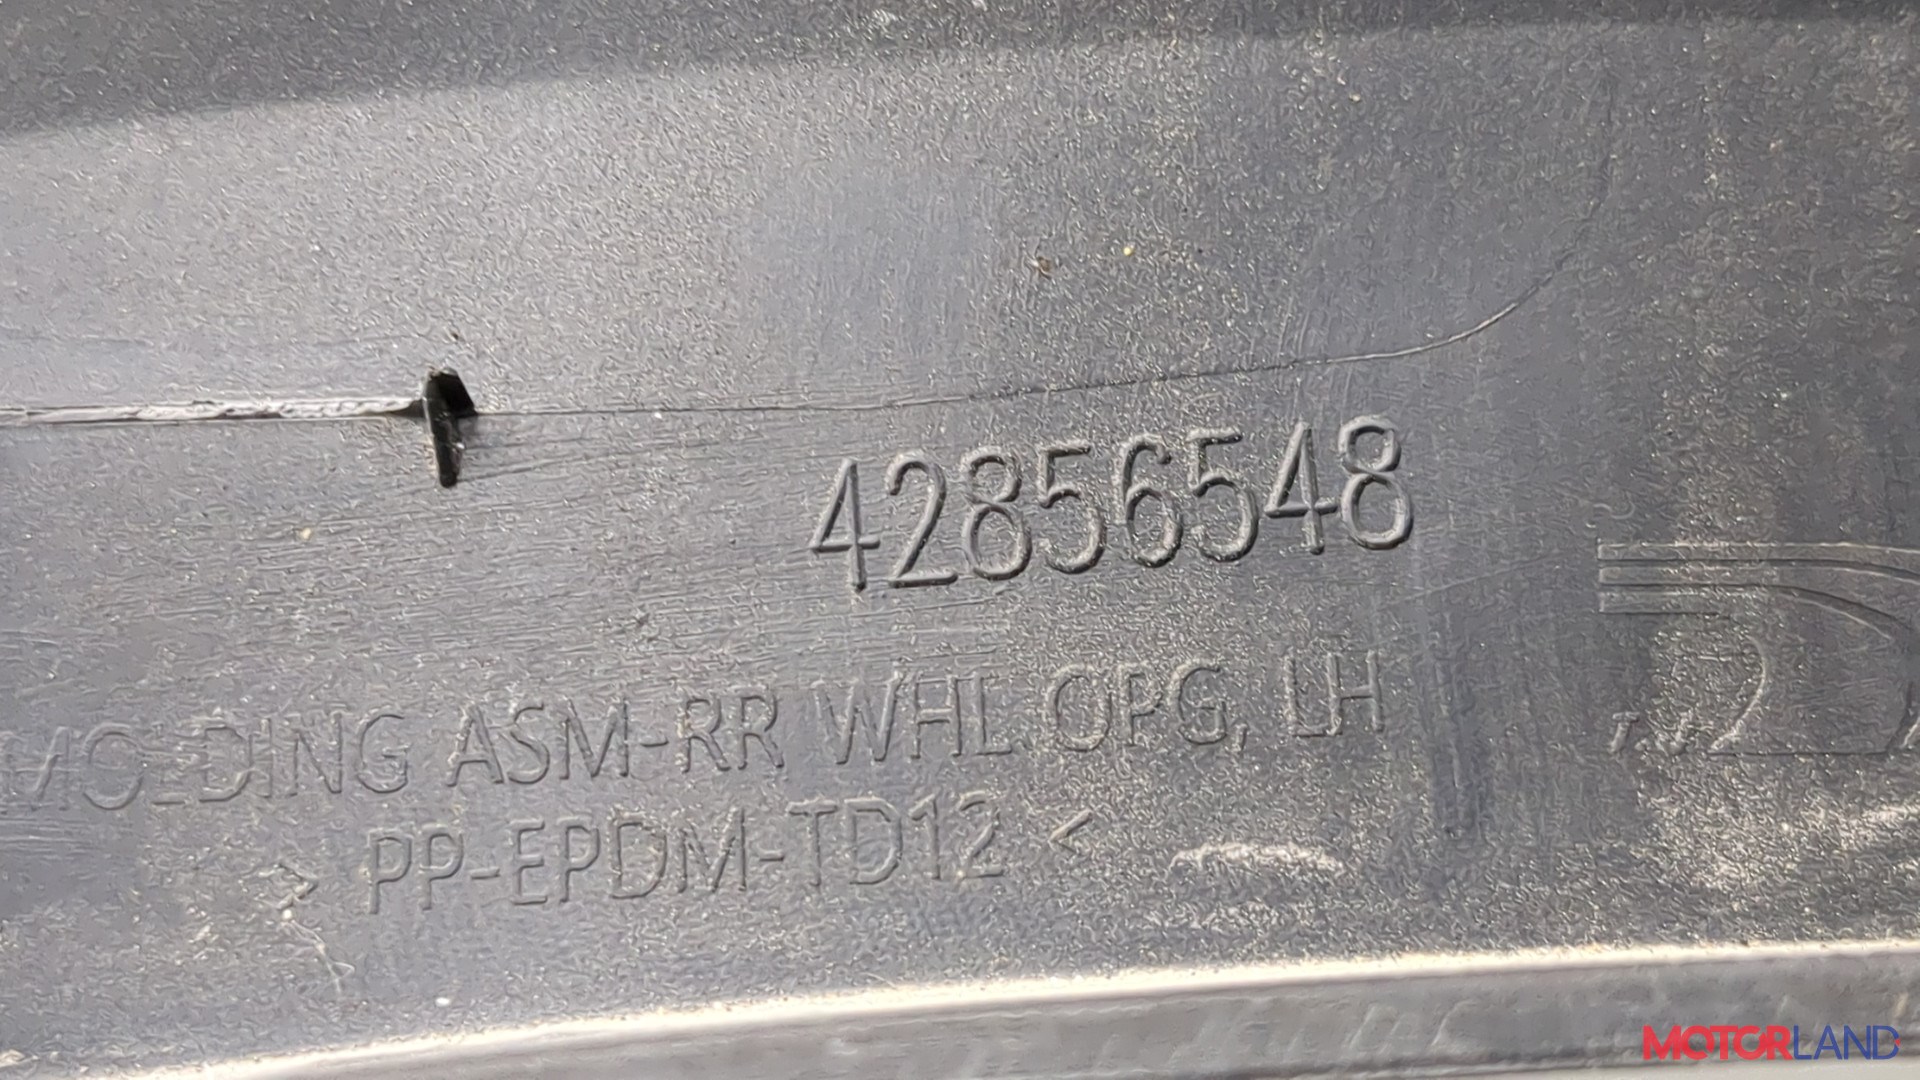 42856548
MOLDING ASM-RR WHL OPG, LH
> PP-EPDM-TD12 <
MOTORLAND